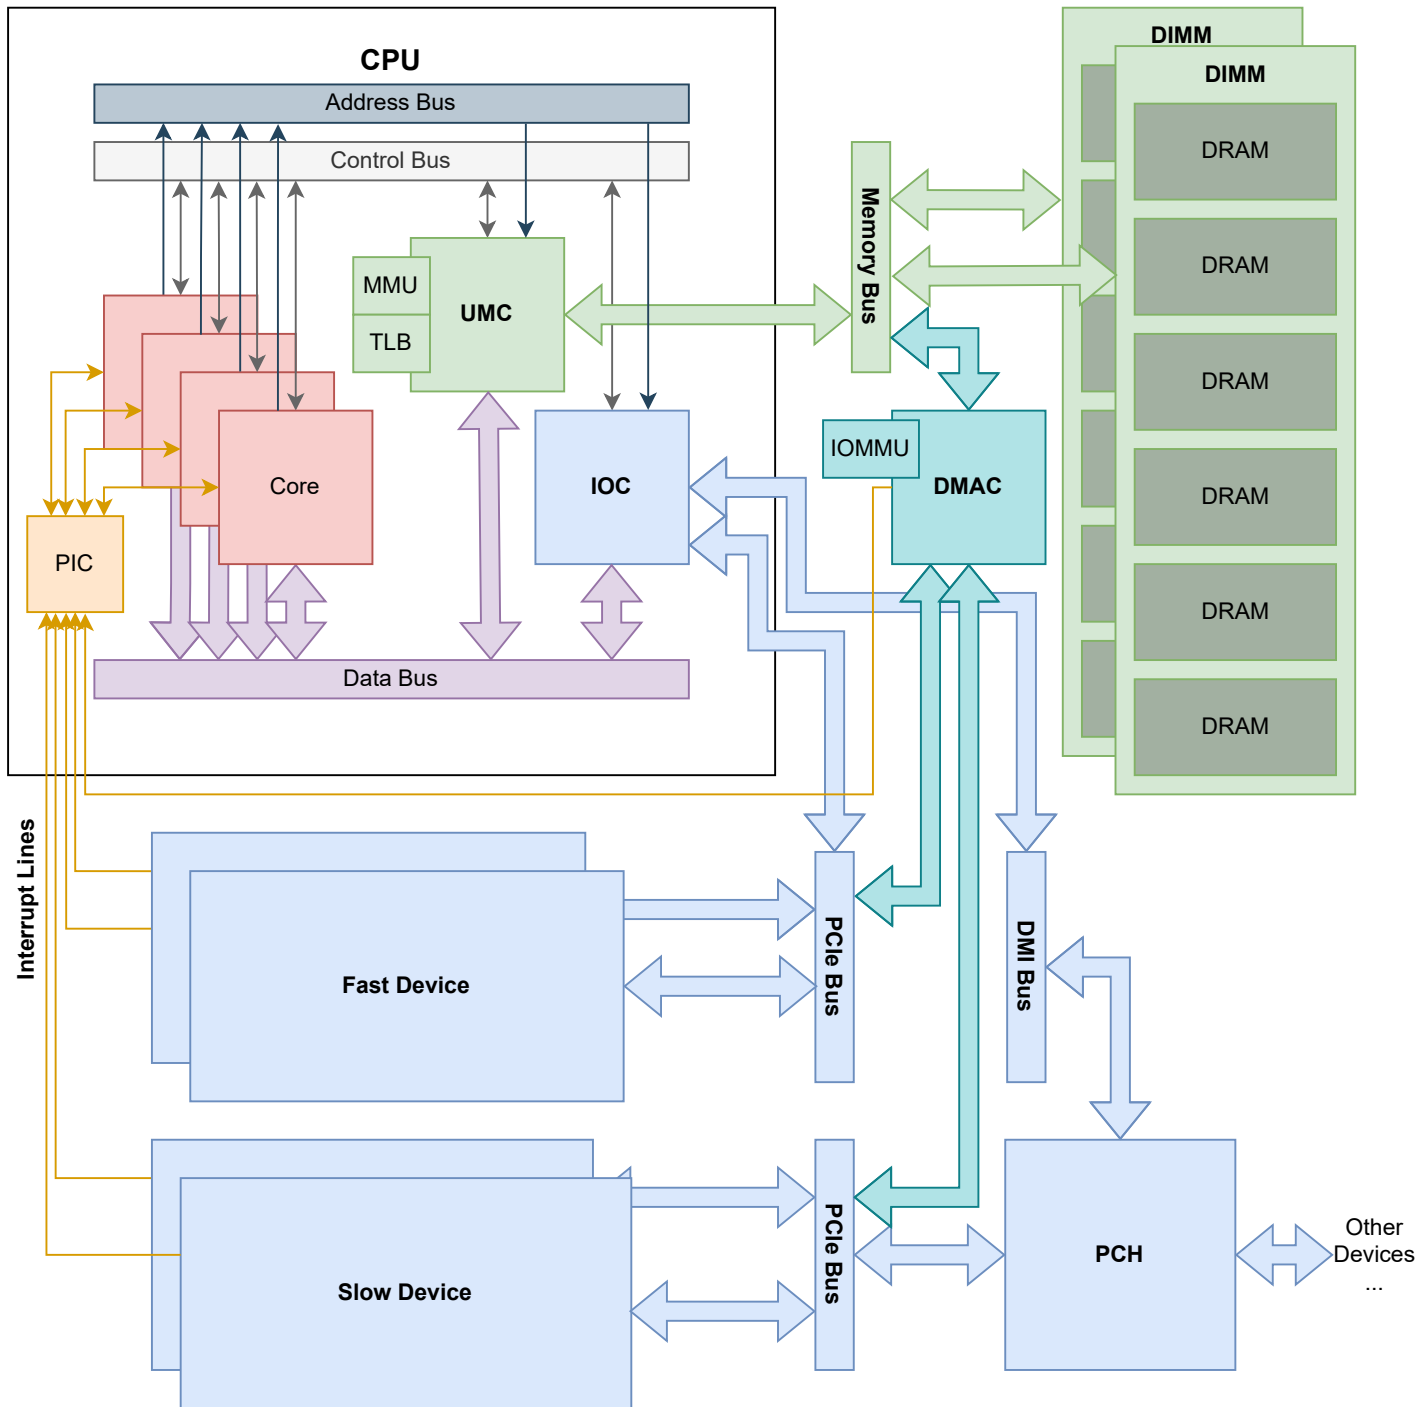 CPU
Address Bus
Control Bus
MMU
TLB
UMC
Core
IOC
PIC
Data Bus
Memory Bus
IOMMU
DMAC
DIMM
DIMM
DRAM
DRAM
DRAM
DRAM
DRAM
DRAM
Interrupt Lines
Fast Device
PCIe Bus
DMI Bus
Slow Device
PCIe Bus
PCH
Other
Devices
...